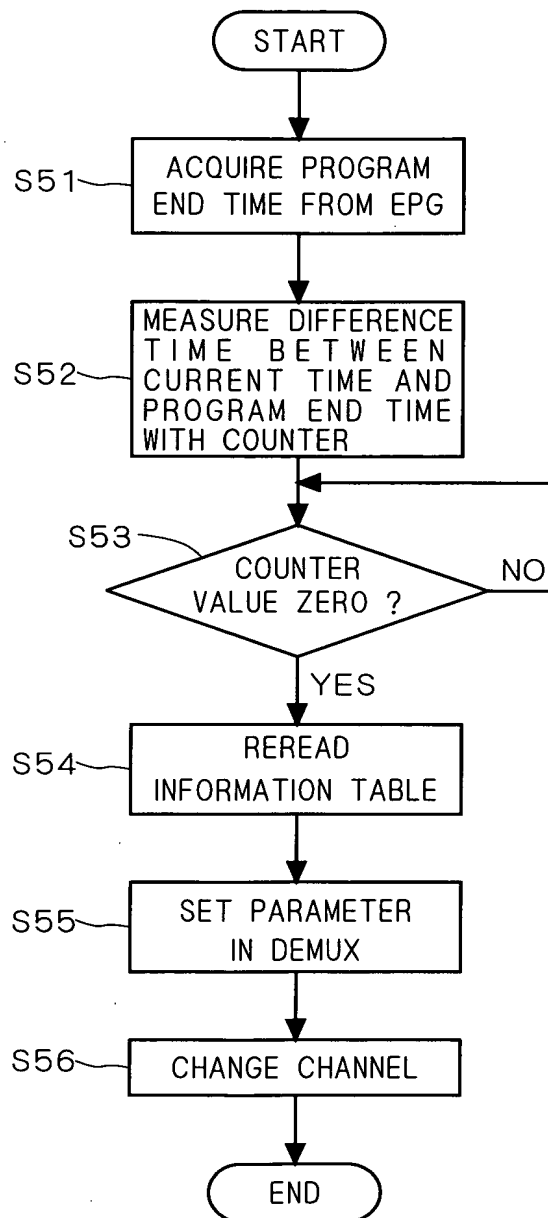 START
S51
ACQUIRE PROGRAM
END TIME FROM EPG
S52
MEASURE DIFFERENCE
TIME BETWEEN
CURRENT TIME AND
PROGRAM END TIME
WITH COUNTER
S53
COUNTER
VALUE ZERO ?
NO
YES
S54
REREAD
INFORMATION TABLE
S55
SET PARAMETER
IN DEMUX
S56
CHANGE CHANNEL
END